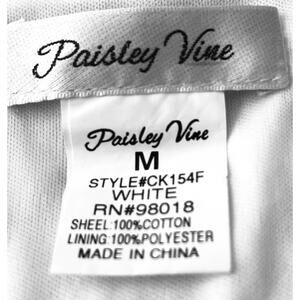 Paisley Vine
Paisley Vine
M
STYLE#CK154F
WHITE
RN#98018
SHEEL:100%COTTON
LINING:100%POLYESTER
MADE IN CHINA